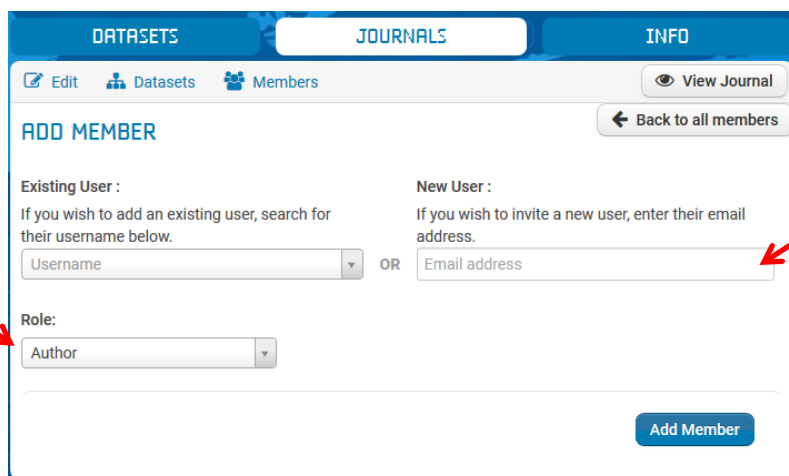 DATASETS JOURNALS INFO
Edit Datasets Members View Journal
Back to all members
ADD MEMBER
Existing User : New User :
If you wish to add an existing user, search for If you wish to invite a new user, enter their email
their username below. address.
Username OR Email address
Role:
Author
Add Member